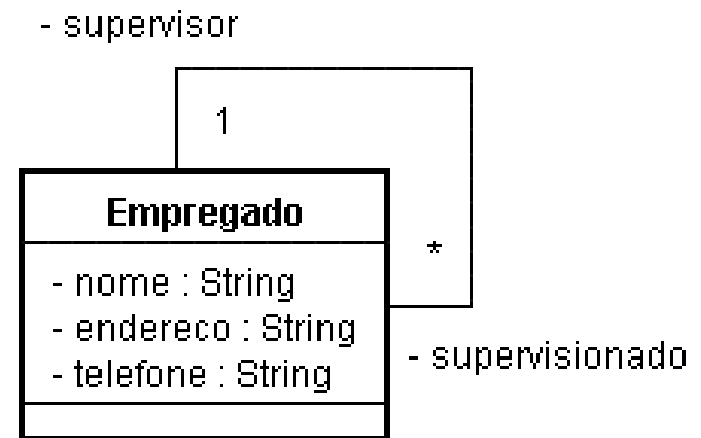 - supervisor
1
Empregado
*
- nome : String
- endereco : String
- supervisionado
- telefone : String